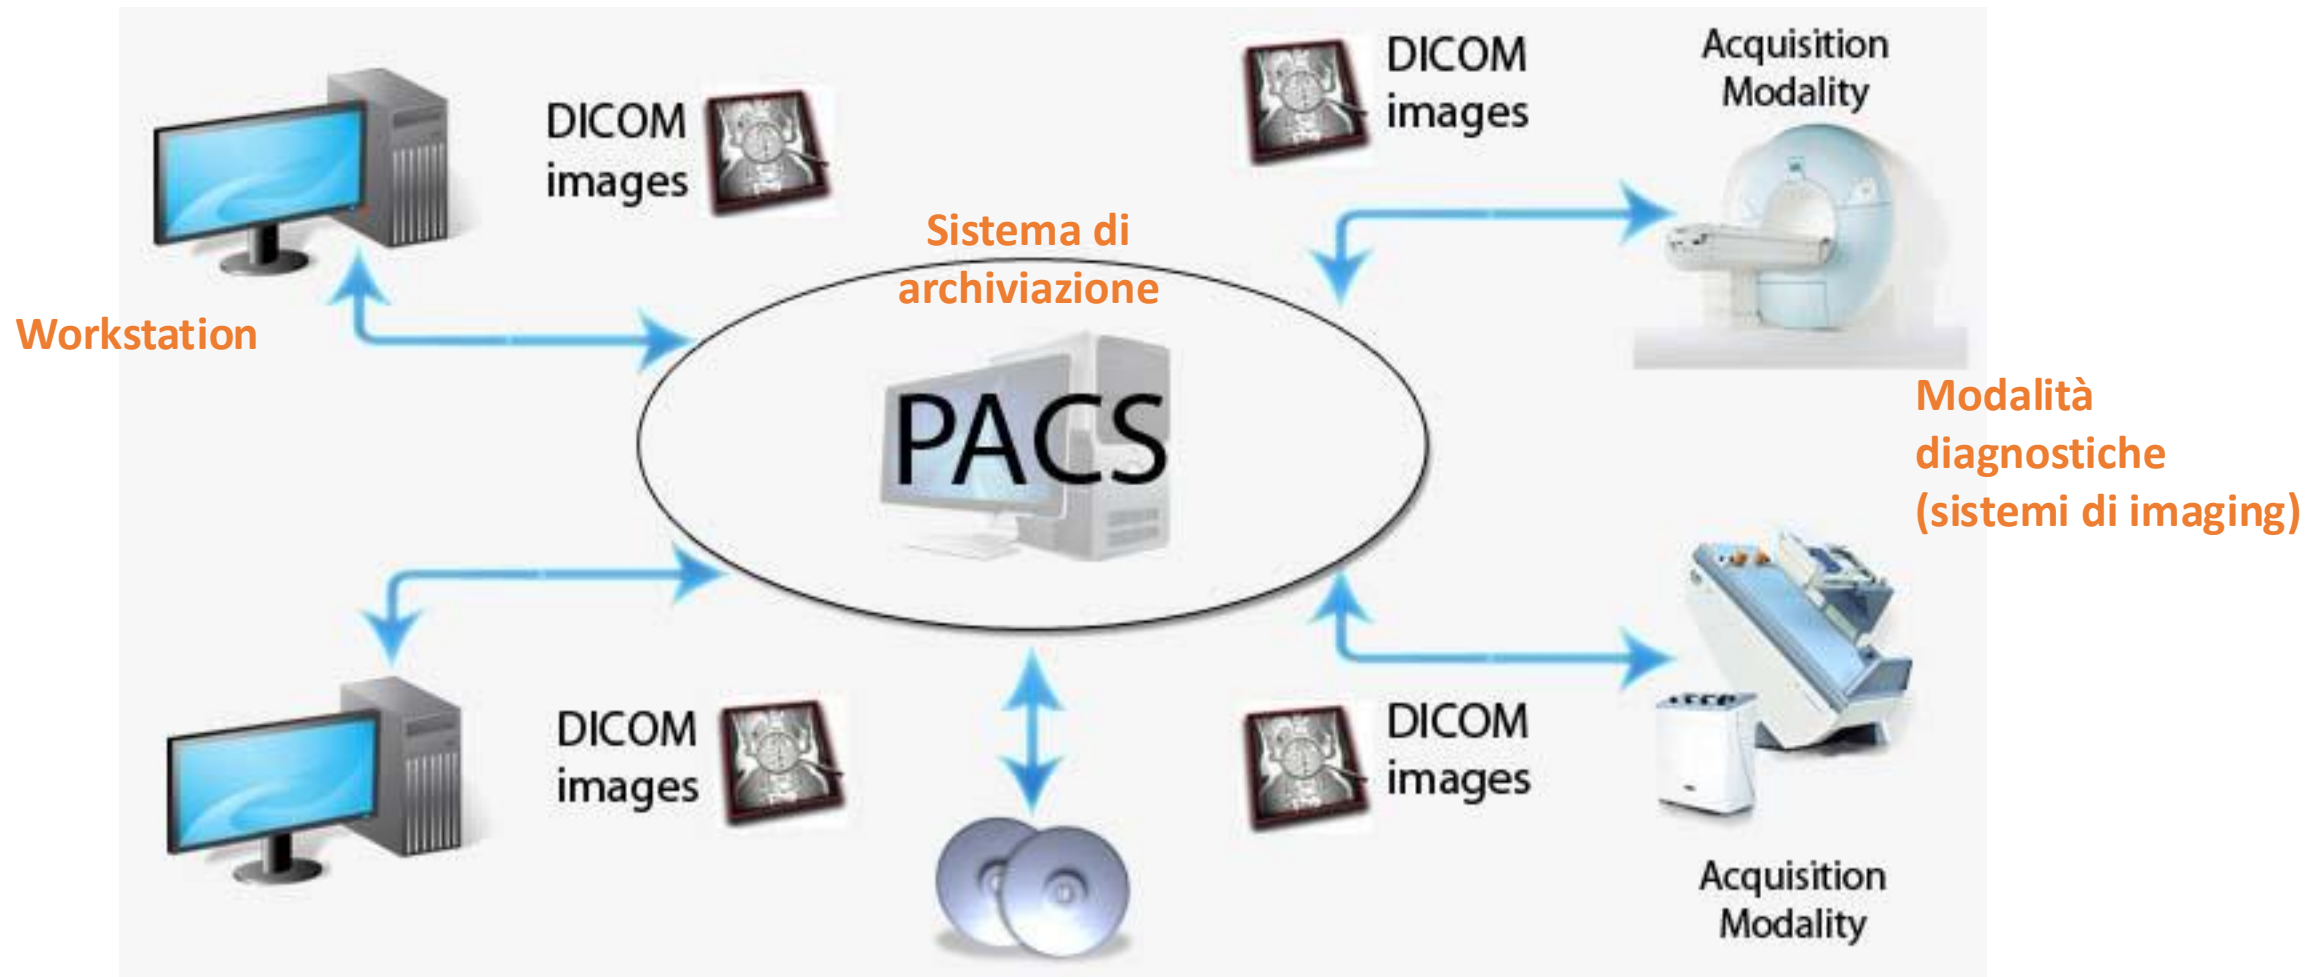 DICOM
images
DICOM
images
Acquisition
Modality
Sistema di
archiviazione
Workstation
PACS
Modalità
diagnostiche
(sistemi di imaging)
DICOM
images
DICOM
images
Acquisition
Modality